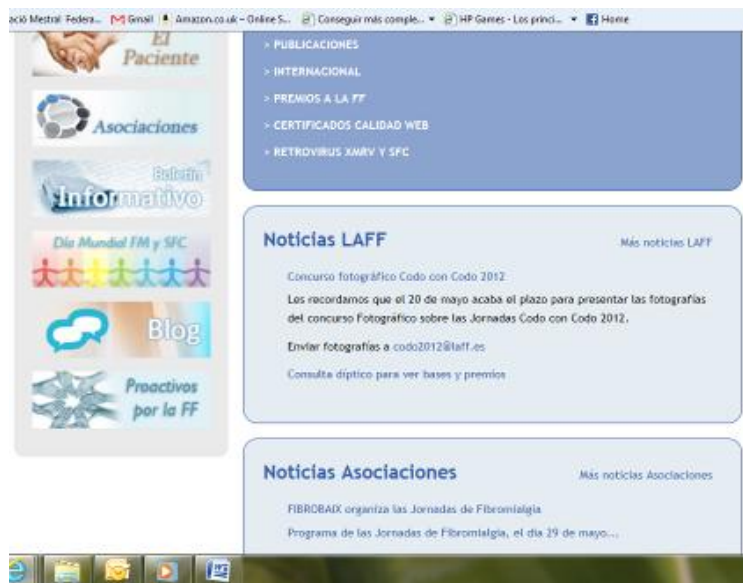 ació Mestral Federa...  Gmail  Amazon.co.uk – Online S...  Conseguir más comple...  HP Games - Los princi...  Home
El
Paciente
Asociaciones
Boletín
Informativo
Día Mundial FM y SFC
Blog
Proactivos
por la FF
> PUBLICACIONES
> INTERNACIONAL
> PREMIOS A LA FF
> CERTIFICADOS CALIDAD WEB
> RETROVIRUS XMRV Y SFC
Noticias LAFF  Más noticias LAFF
Concurso fotográfico Codo con Codo 2012
Les recordamos que el 20 de mayo acaba el plazo para presentar las fotografías
del concurso Fotográfico sobre las Jornadas Codo con Codo 2012.
Enviar fotografías a codo2012@laff.es
Consulta díptico para ver bases y premios
Noticias Asociaciones  Más noticias Asociaciones
FIBROBAIX organiza las Jornadas de Fibromialgia
Programa de las Jornadas de Fibromialgia, el día 29 de mayo...